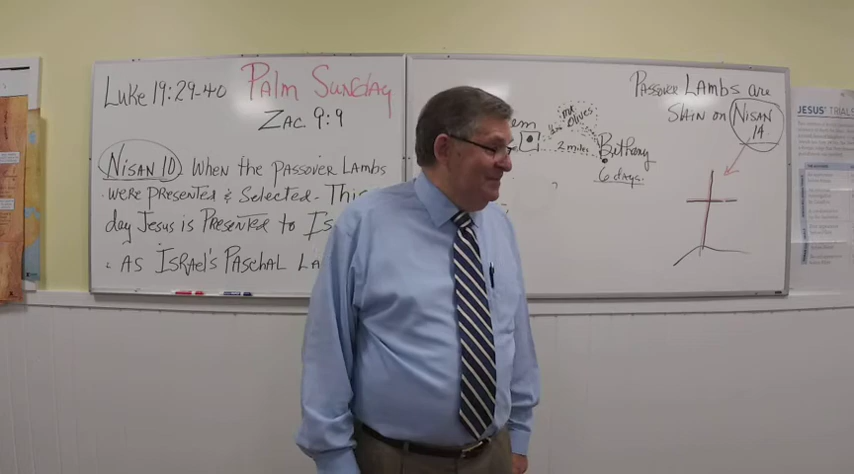 Luke 19:29-40
Palm Sunday
Zac. 9:9
NISAN 10 WHEN THE PASSOVER LAMBS
WERE PRESENTED & SELECTED. THIS
day JESUS is PRESENTED to
AS ISRAEL'S PASCHAL
mt
Olives
2 miles
Bethany
6 days.
PASSOVER LAMBS ARE
SLAIN ON NISAN
14
JESUS' TRIALS